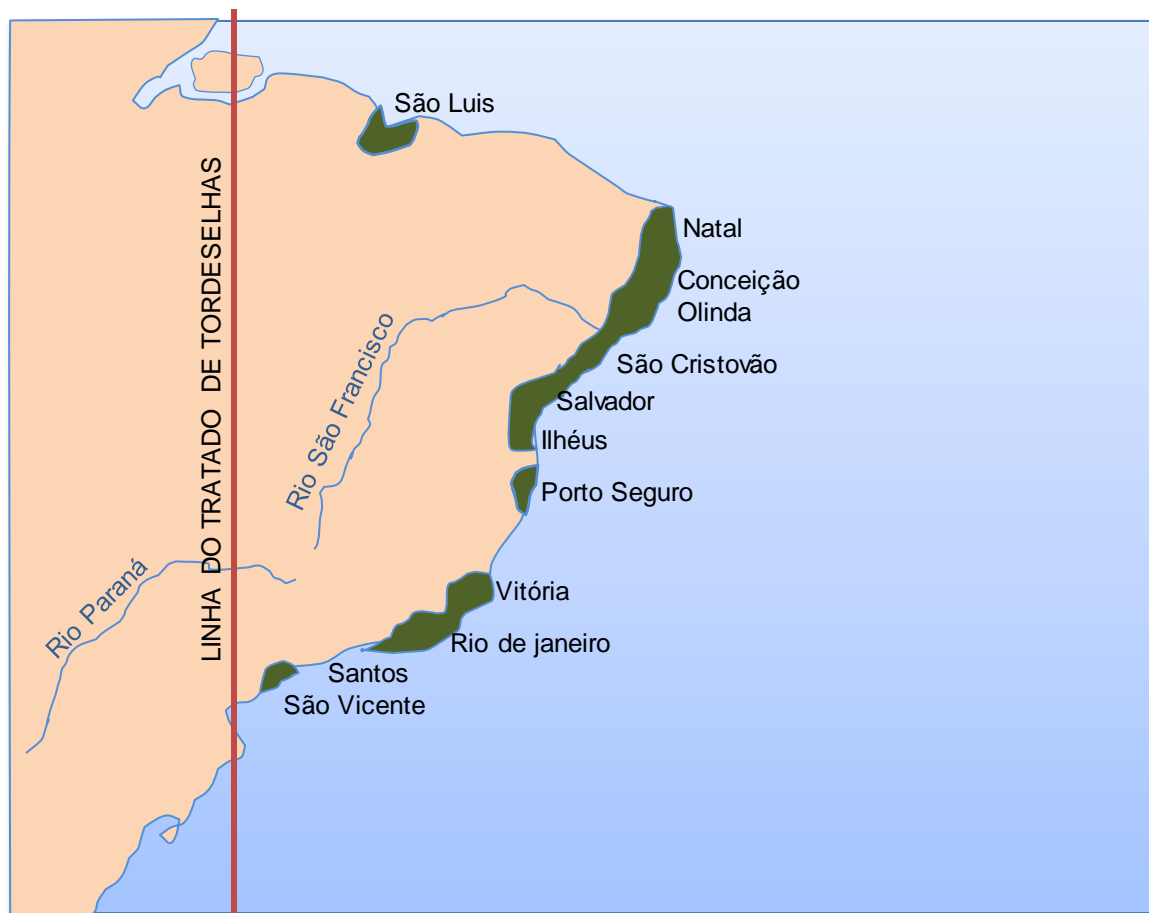 São Luis
Natal
Conceição
Olinda
São Cristovão
Salvador
Ilhéus
Porto Seguro
Vitória
Rio de janeiro
Santos
São Vicente
Rio São Francisco
Rio Paraná
LINHA DO TRATADO DE TORDESELHAS